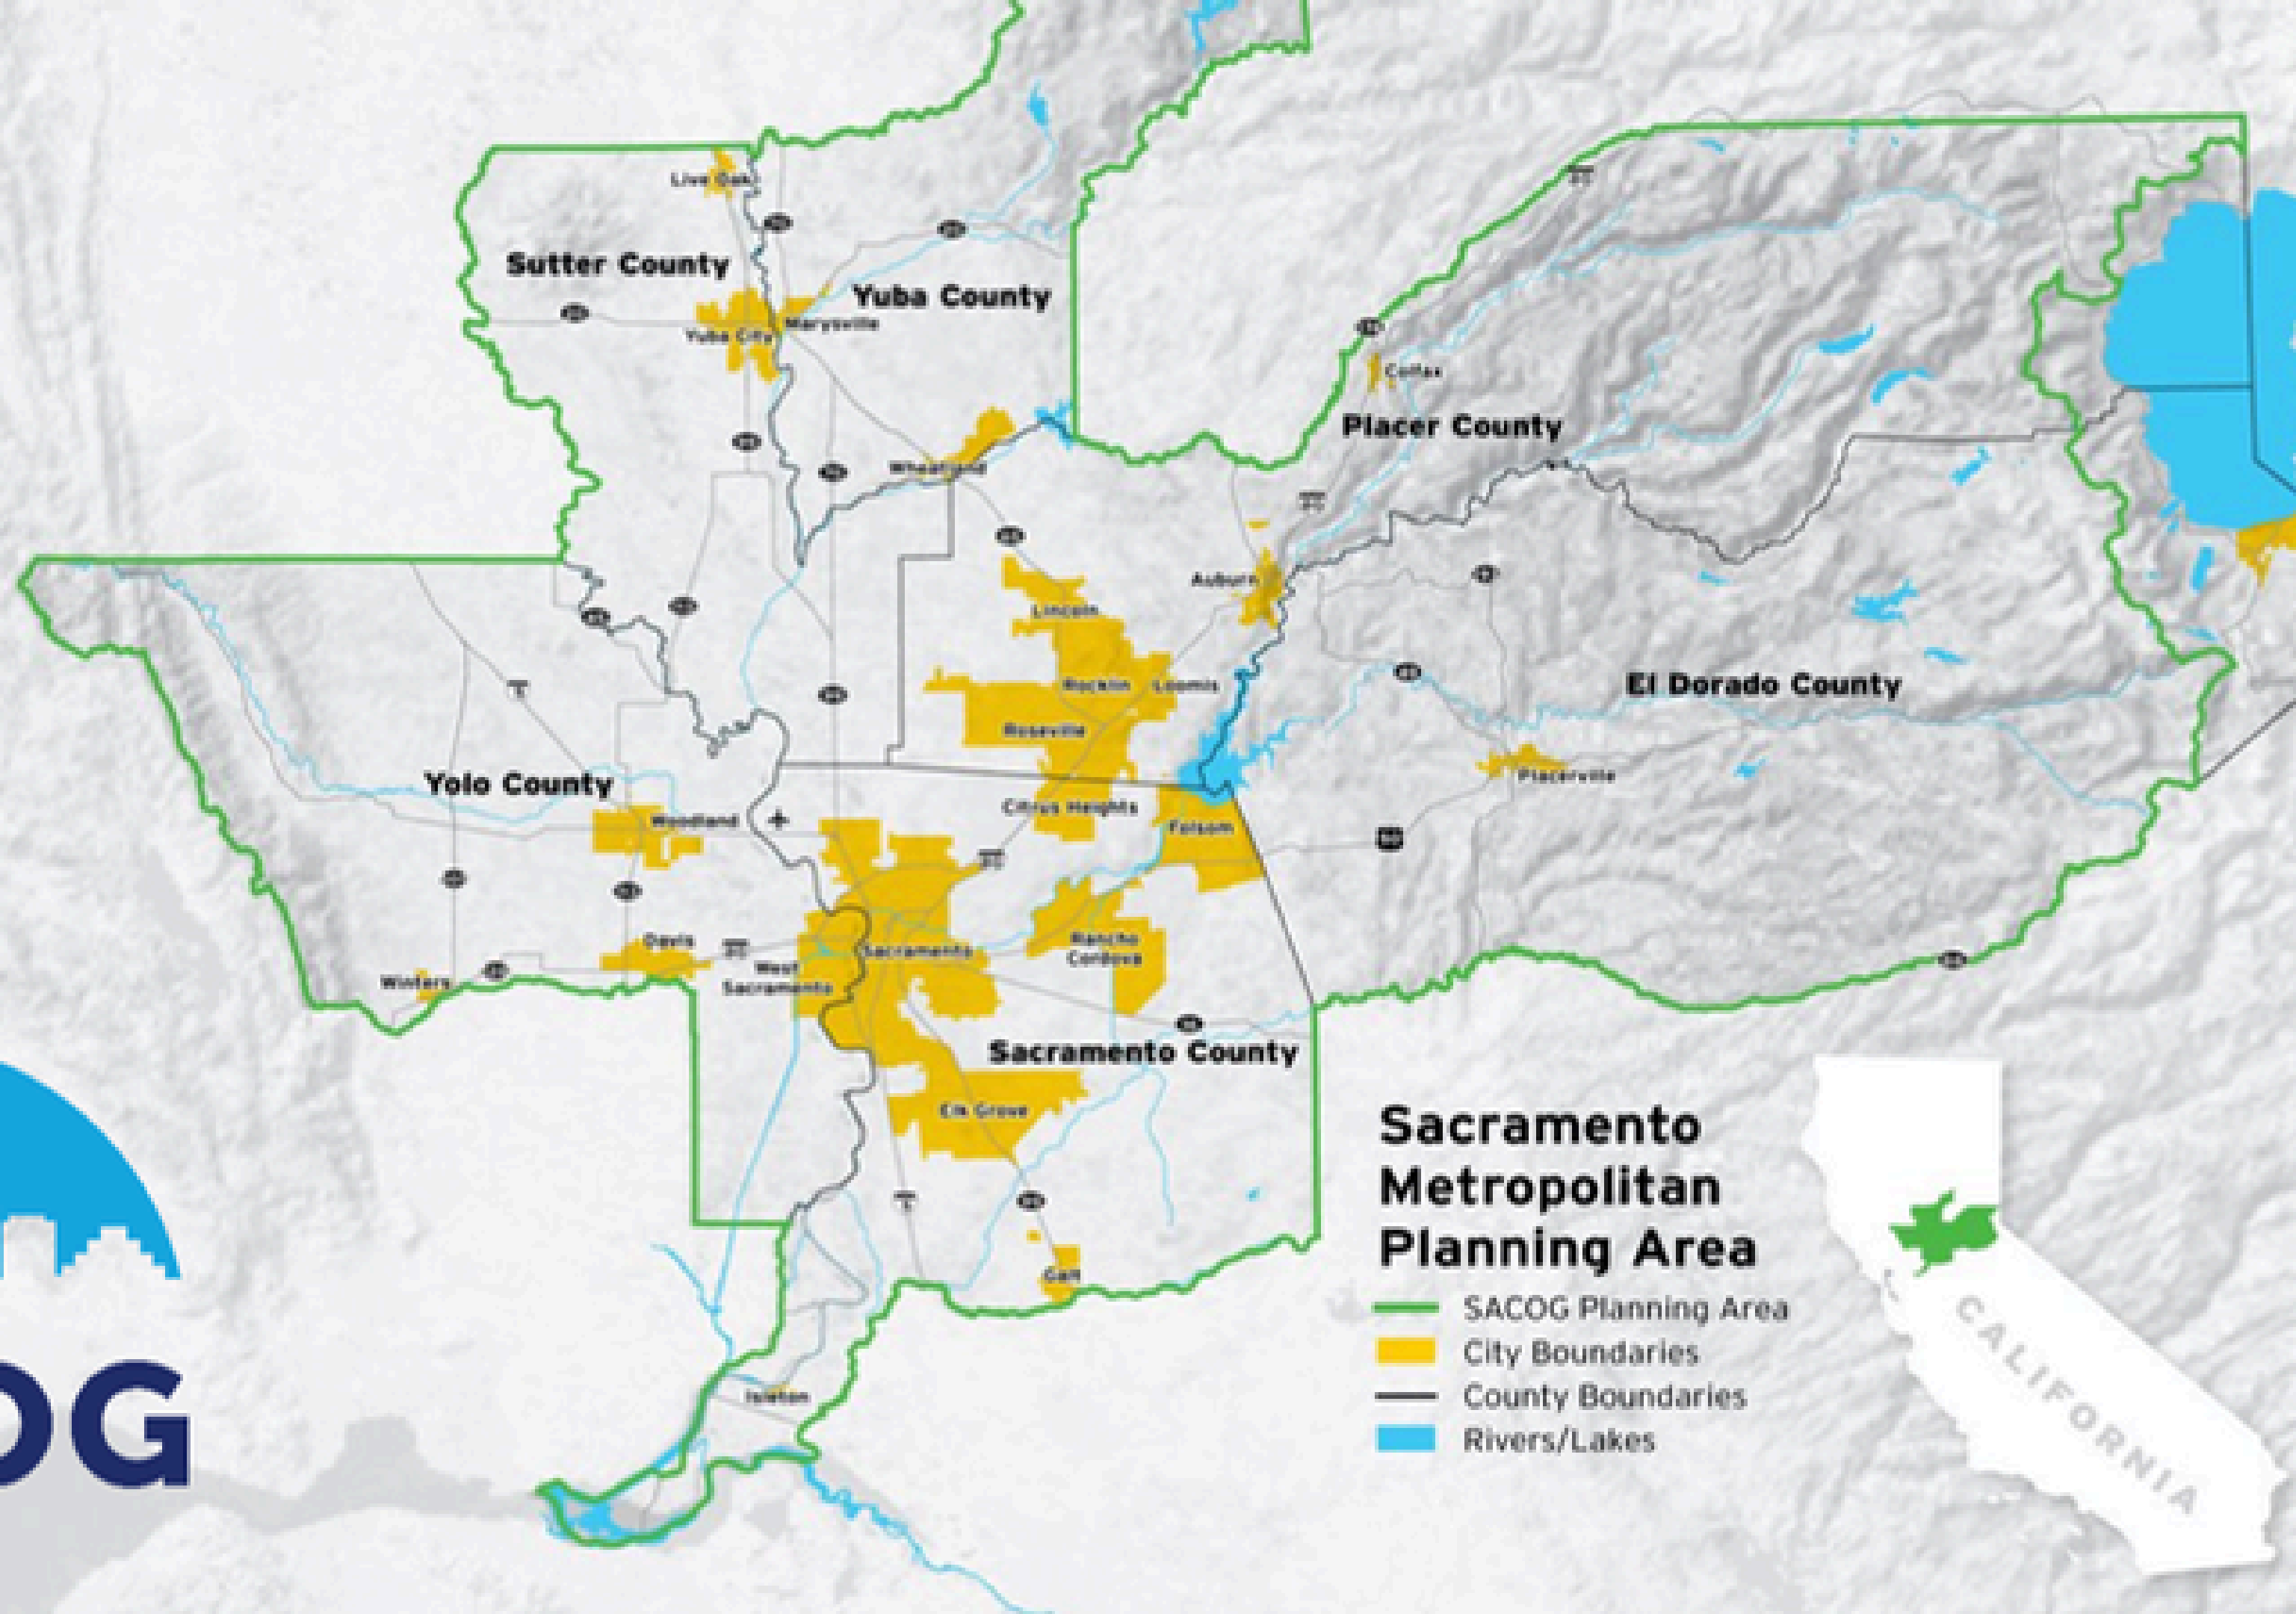 Live Oak
Sutter County
Yuba County
Marysville
Yuba City
Colfax
Placer County
Wheatland
Auburn
Lincoln
Rocklin
Loomis
El Dorado County
Roseville
Placerville
Yolo County
Citrus Heights
Woodland
Folsom
Davis
Rancho
Cordova
Sacramento
West
Sacramento
Winters
Sacramento County
Elk Grove
Galt
Isleton
OG
Sacramento
Metropolitan
Planning Area
SACOG Planning Area
City Boundaries
County Boundaries
Rivers/Lakes
CALIFORNIA